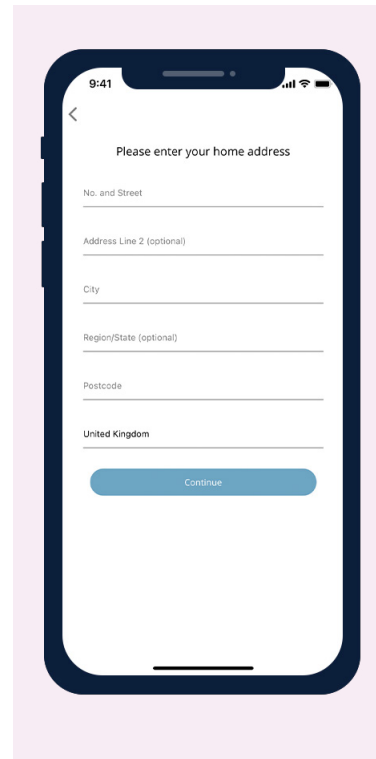 9:41
Please enter your home address
No. and Street
Address Line 2 (optional)
City
Region/State (optional)
Postcode
United Kingdom
Continue